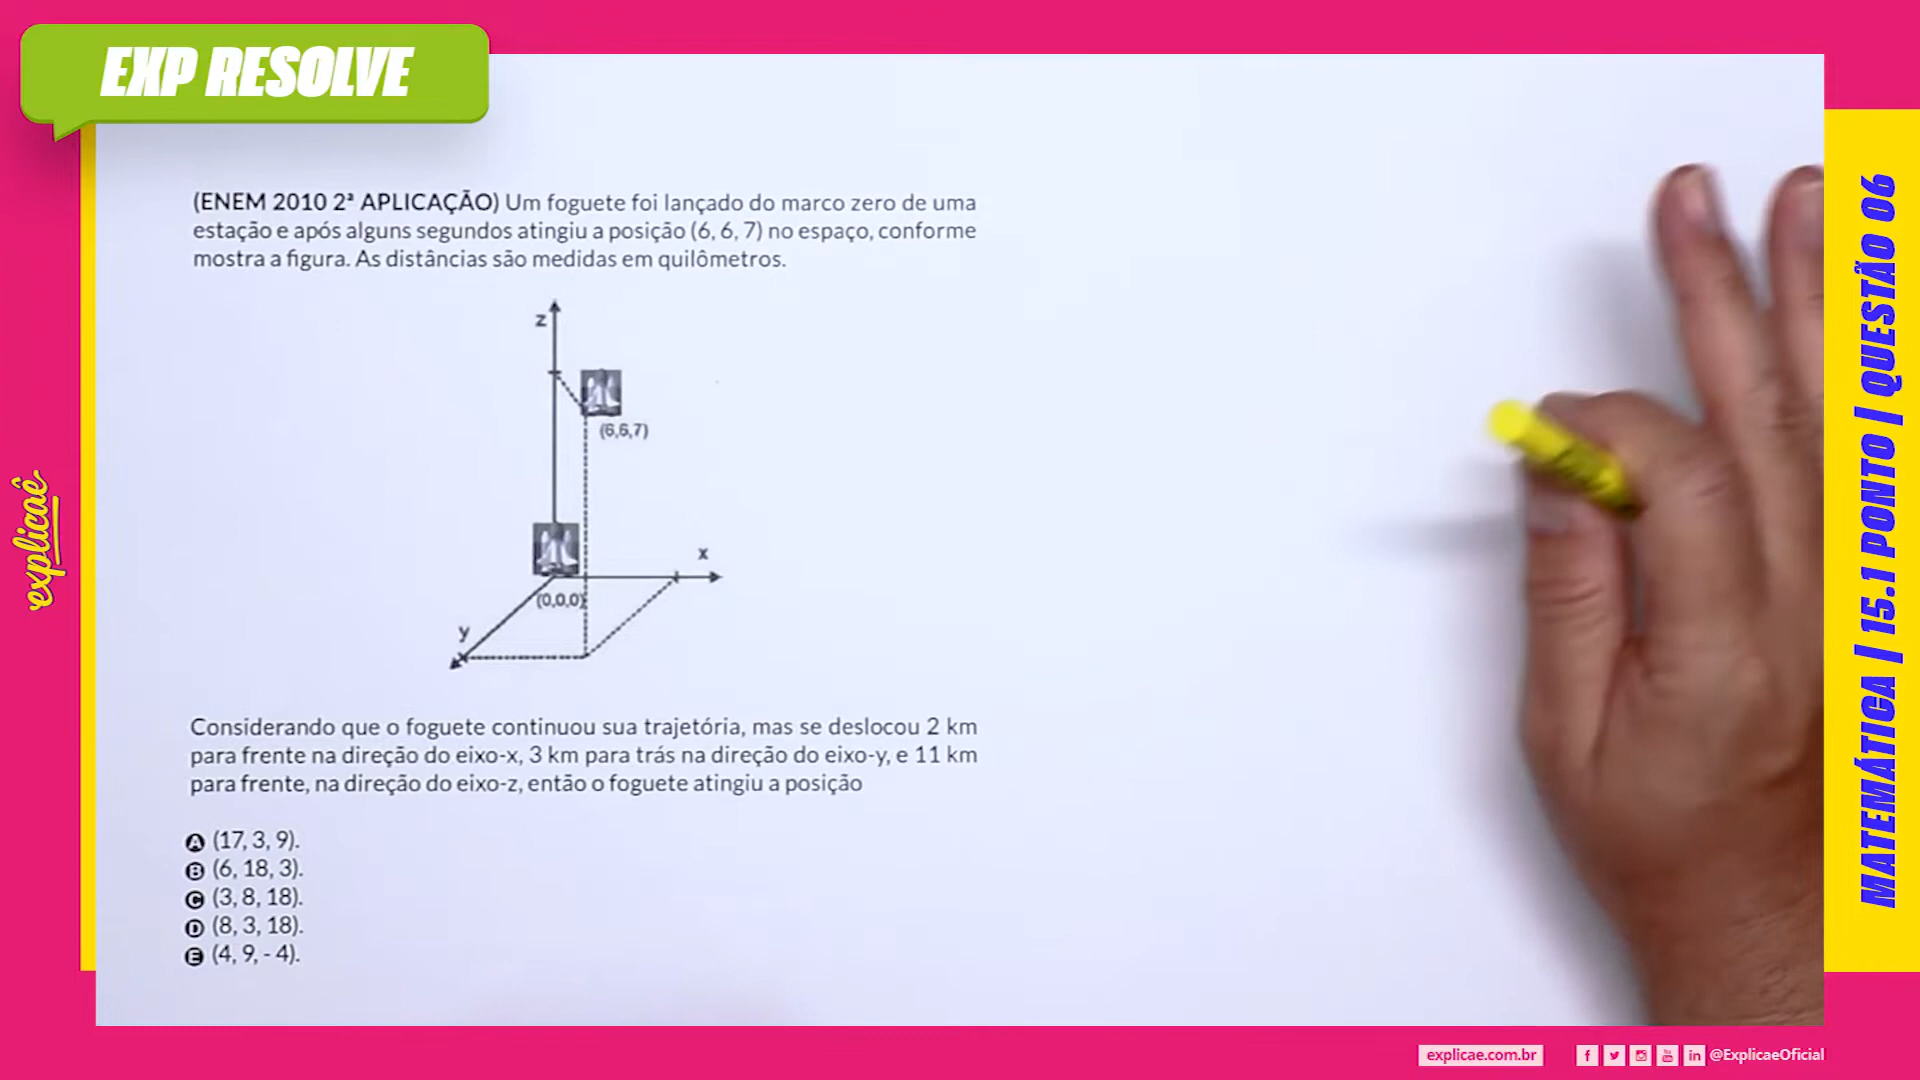 EXP RESOLVE
(ENEM 2010 2ª APLICAÇÃO) Um foguete foi lançado do marco zero de uma
estação e após alguns segundos atingiu a posição (6, 6, 7) no espaço, conforme
mostra a figura. As distâncias são medidas em quilômetros.
z
(6,6,7)
x
(0,0,0)
y
Considerando que o foguete continuou sua trajetória, mas se deslocou 2 km
para frente na direção do eixo-x, 3 km para trás na direção do eixo-y, e 11 km
para frente, na direção do eixo-z, então o foguete atingiu a posição
A (17, 3, 9).
B (6, 18, 3).
C (3, 8, 18).
D (8, 3, 18).
E (4, 9, - 4).
explicaê
MATEMÁTICA | 15.1 PONTO | QUESTÃO 06
explicae.com.br
f
You Tube
in
@ExplicaeOficial